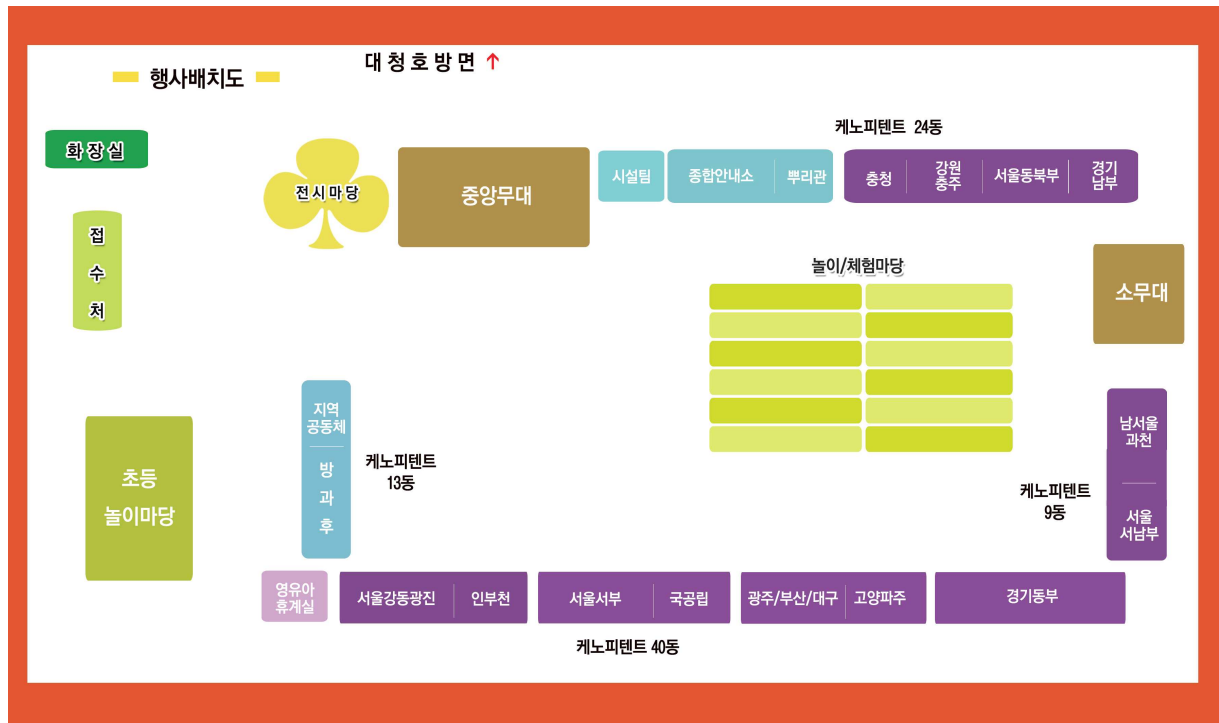 행사배치도
대청호방면 ↑
케노피텐트 24동
화장실
전시마당
중앙무대
시설팀
종합안내소
뿌리관
충청
강원
충주
서울동북부
경기
남부
접
수
처
놀이/체험마당
소무대
지역
공동체
방
과
후
케노피텐트
13동
초등
놀이마당
남서울
과천
케노피텐트
9동
서울
서남부
영유아
휴계실
서울강동광진
인부천
서울서부
국공립
광주/부산/대구
고양파주
경기동부
케노피텐트 40동